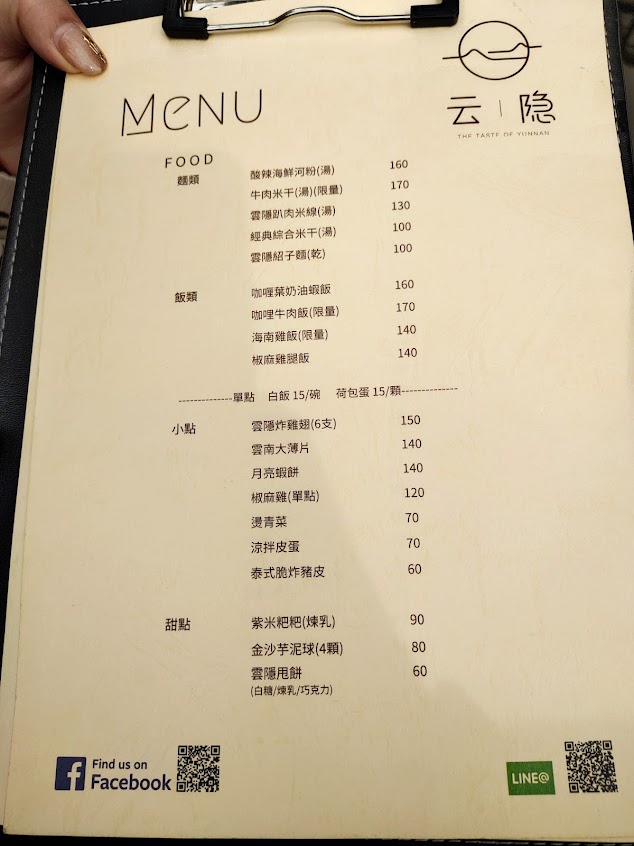 MENU
云 | 隐
THE TASTE OF YUNNAN
FOOD
麵類
酸辣海鮮河粉(湯) 160
牛肉米干(湯)(限量) 170
雲隱趴肉米線(湯) 130
經典綜合米干(湯) 100
雲隱紹子麵(乾) 100
飯類
咖喱葉奶油蝦飯 160
咖哩牛肉飯(限量) 170
海南雞飯(限量) 140
椒麻雞腿飯 140
--------------單點 白飯 15/碗 荷包蛋 15/顆--------------
小點
雲隱炸雞翅(6支) 150
雲南大薄片 140
月亮蝦餅 140
椒麻雞(單點) 120
燙青菜 70
涼拌皮蛋 70
泰式脆炸豬皮 60
甜點
紫米粑粑(煉乳) 90
金沙芋泥球(4顆) 80
雲隱甩餅 60
(白糖/煉乳/巧克力)
Find us on
Facebook
LINE@